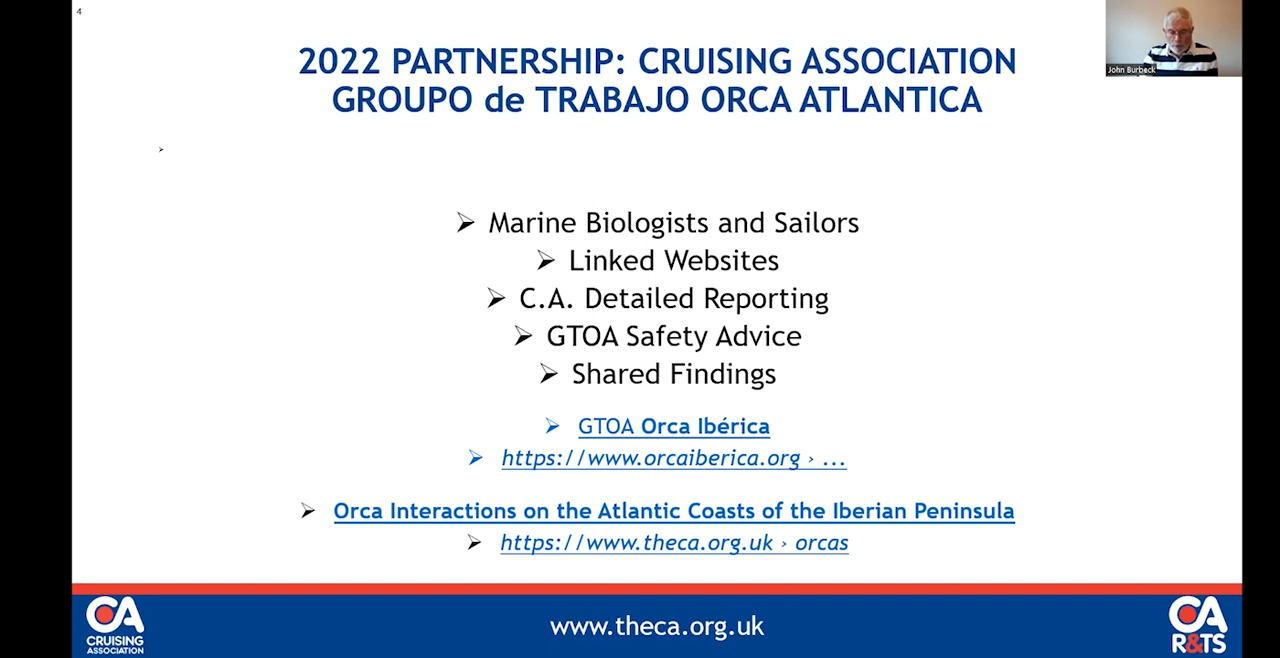 4
2022 PARTNERSHIP: CRUISING ASSOCIATION
GROUPO de TRABAJO ORCA ATLANTICA
John Burbeck
➢ Marine Biologists and Sailors
➢ Linked Websites
➢ C.A. Detailed Reporting
➢ GTOA Safety Advice
➢ Shared Findings
➢ GTOA Orca Ibérica
➢ https://www.orcaiberica.org › ...
➢ Orca Interactions on the Atlantic Coasts of the Iberian Peninsula
➢ https://www.theca.org.uk › orcas
CA
CRUISING
ASSOCIATION
www.theca.org.uk
CA
R&TS